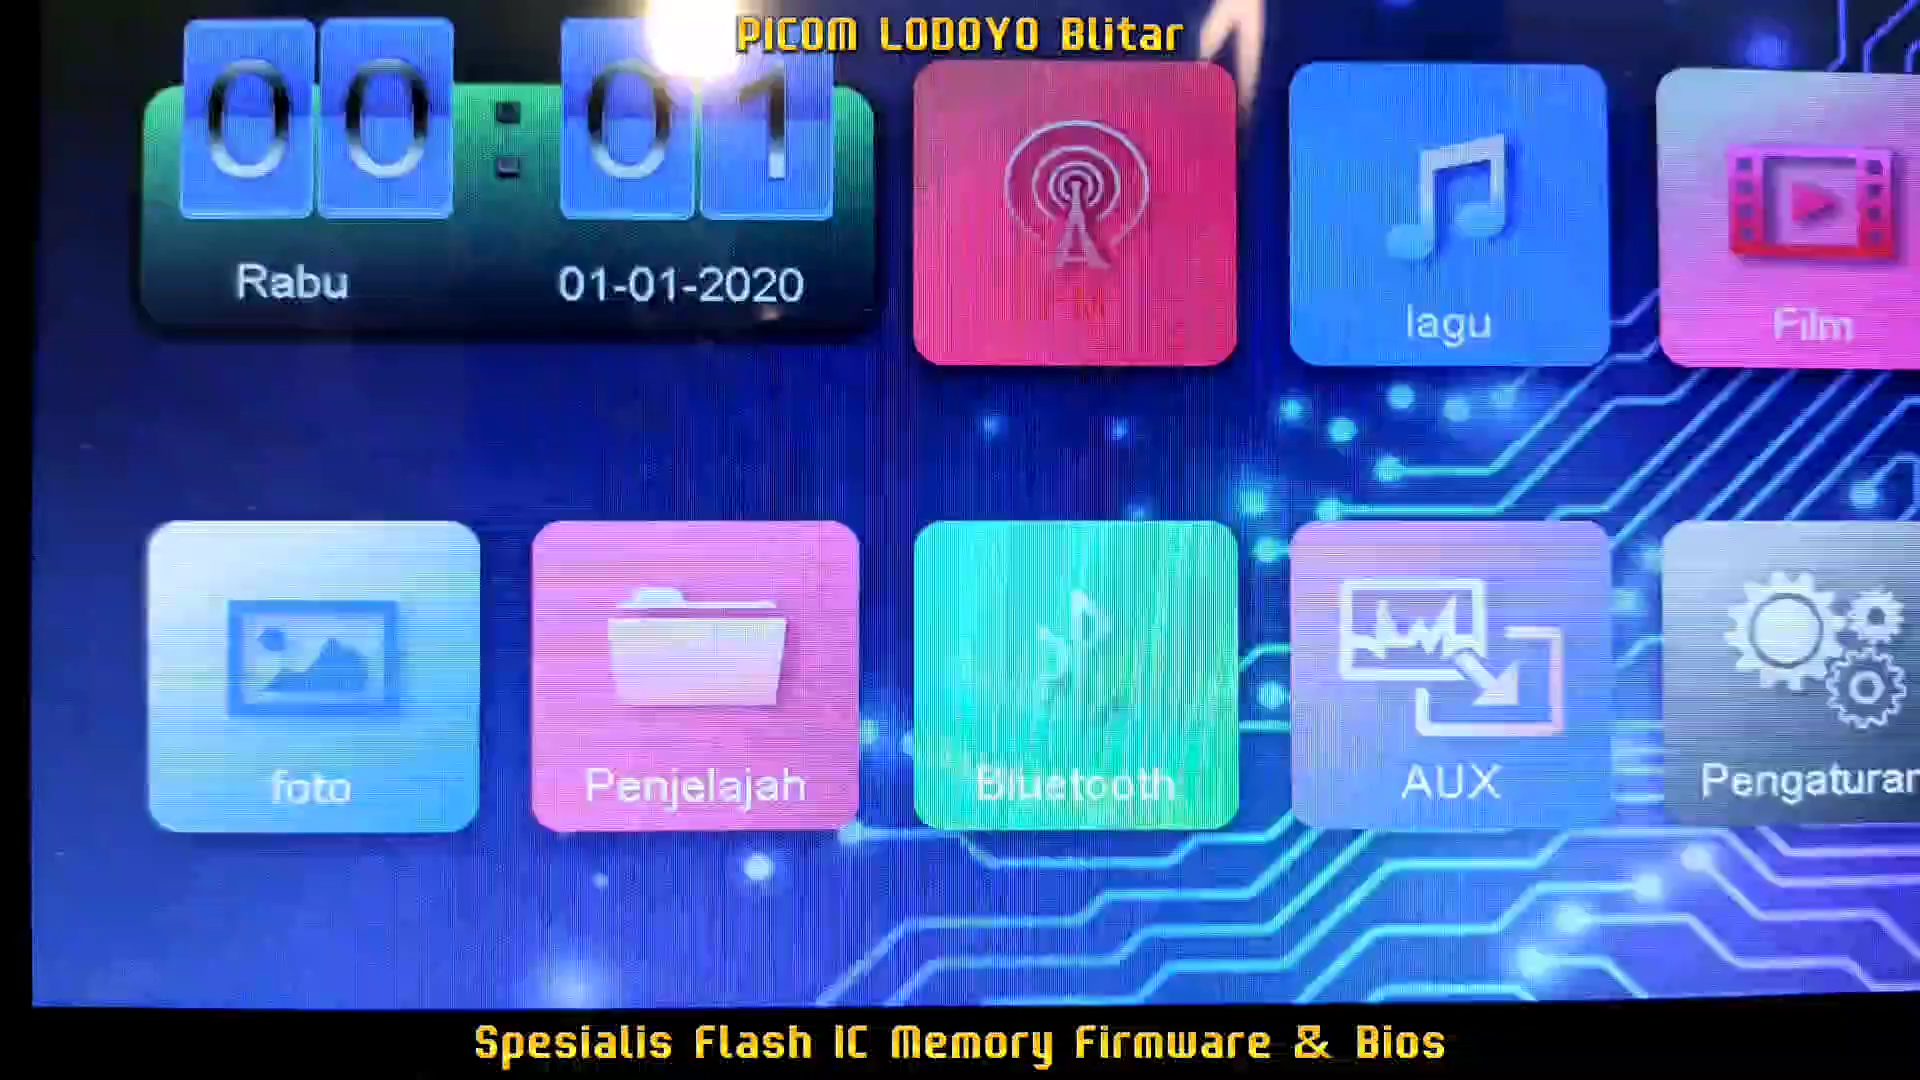 PICOM LODOYO Blitar
00:01
Rabu 01-01-2020
FM
lagu
Film
foto
Penjelajah
Bluetooth
AUX
Pengaturan
Spesialis Flash IC Memory Firmware & Bios